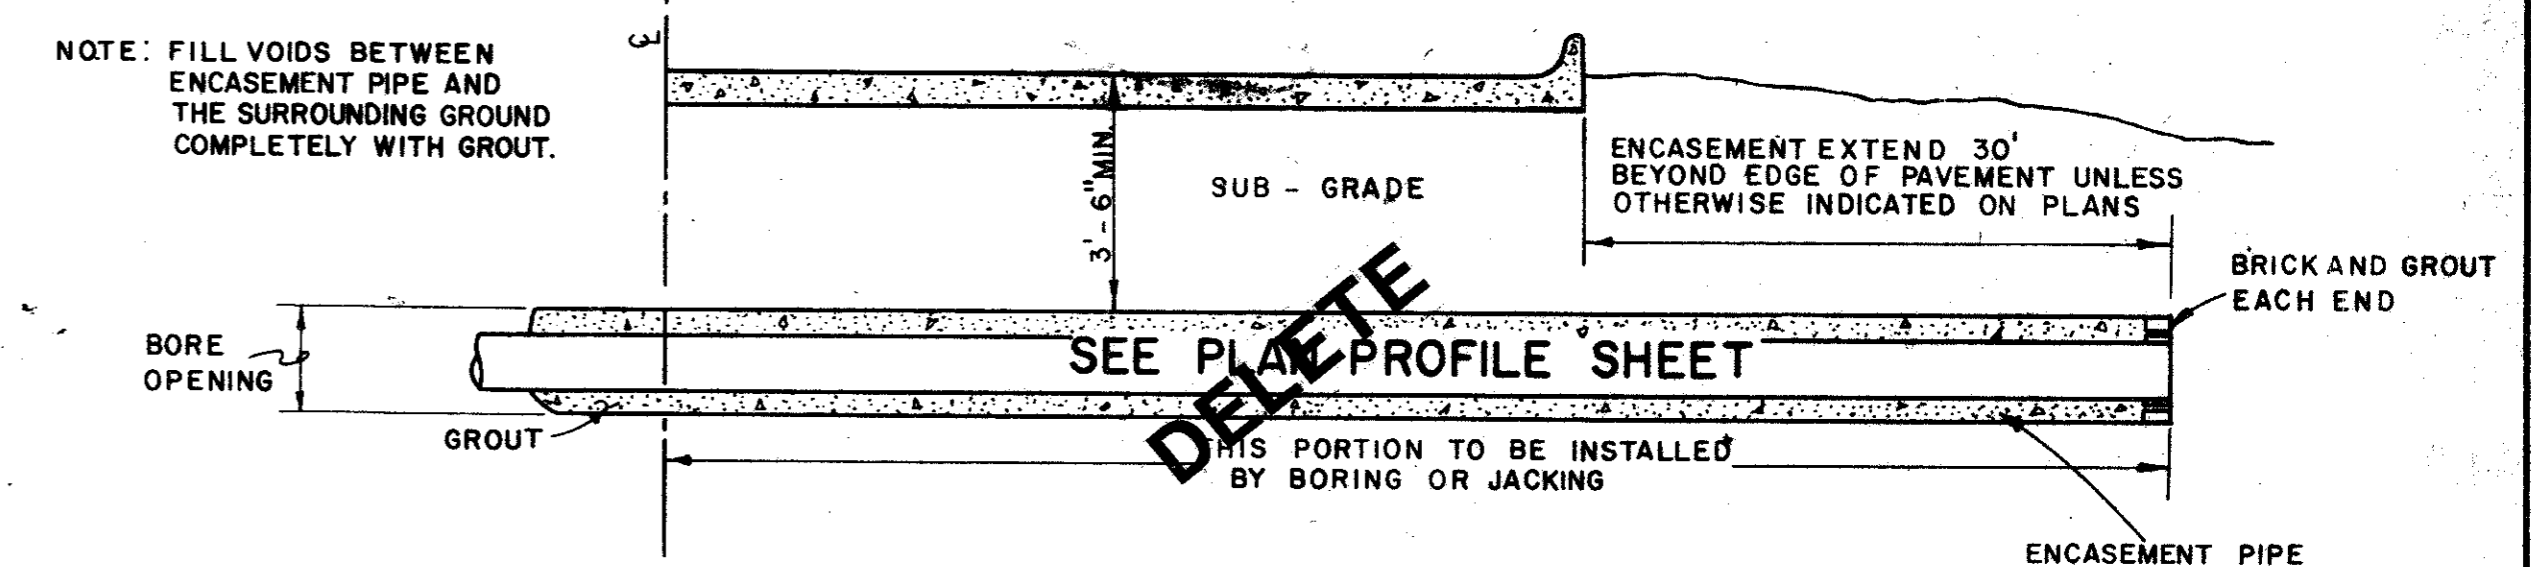 NOTE: FILL VOIDS BETWEEN
ENCASEMENT PIPE AND
THE SURROUNDING GROUND
COMPLETELY WITH GROUT.
3'-6" MIN.
SUB - GRADE
ENCASEMENT EXTEND 30'
BEYOND EDGE OF PAVEMENT UNLESS
OTHERWISE INDICATED ON PLANS
BRICK AND GROUT
EACH END
BORE
OPENING
SEE PLAN PROFILE SHEET
DELETE
GROUT
THIS PORTION TO BE INSTALLED
BY BORING OR JACKING
ENCASEMENT PIPE